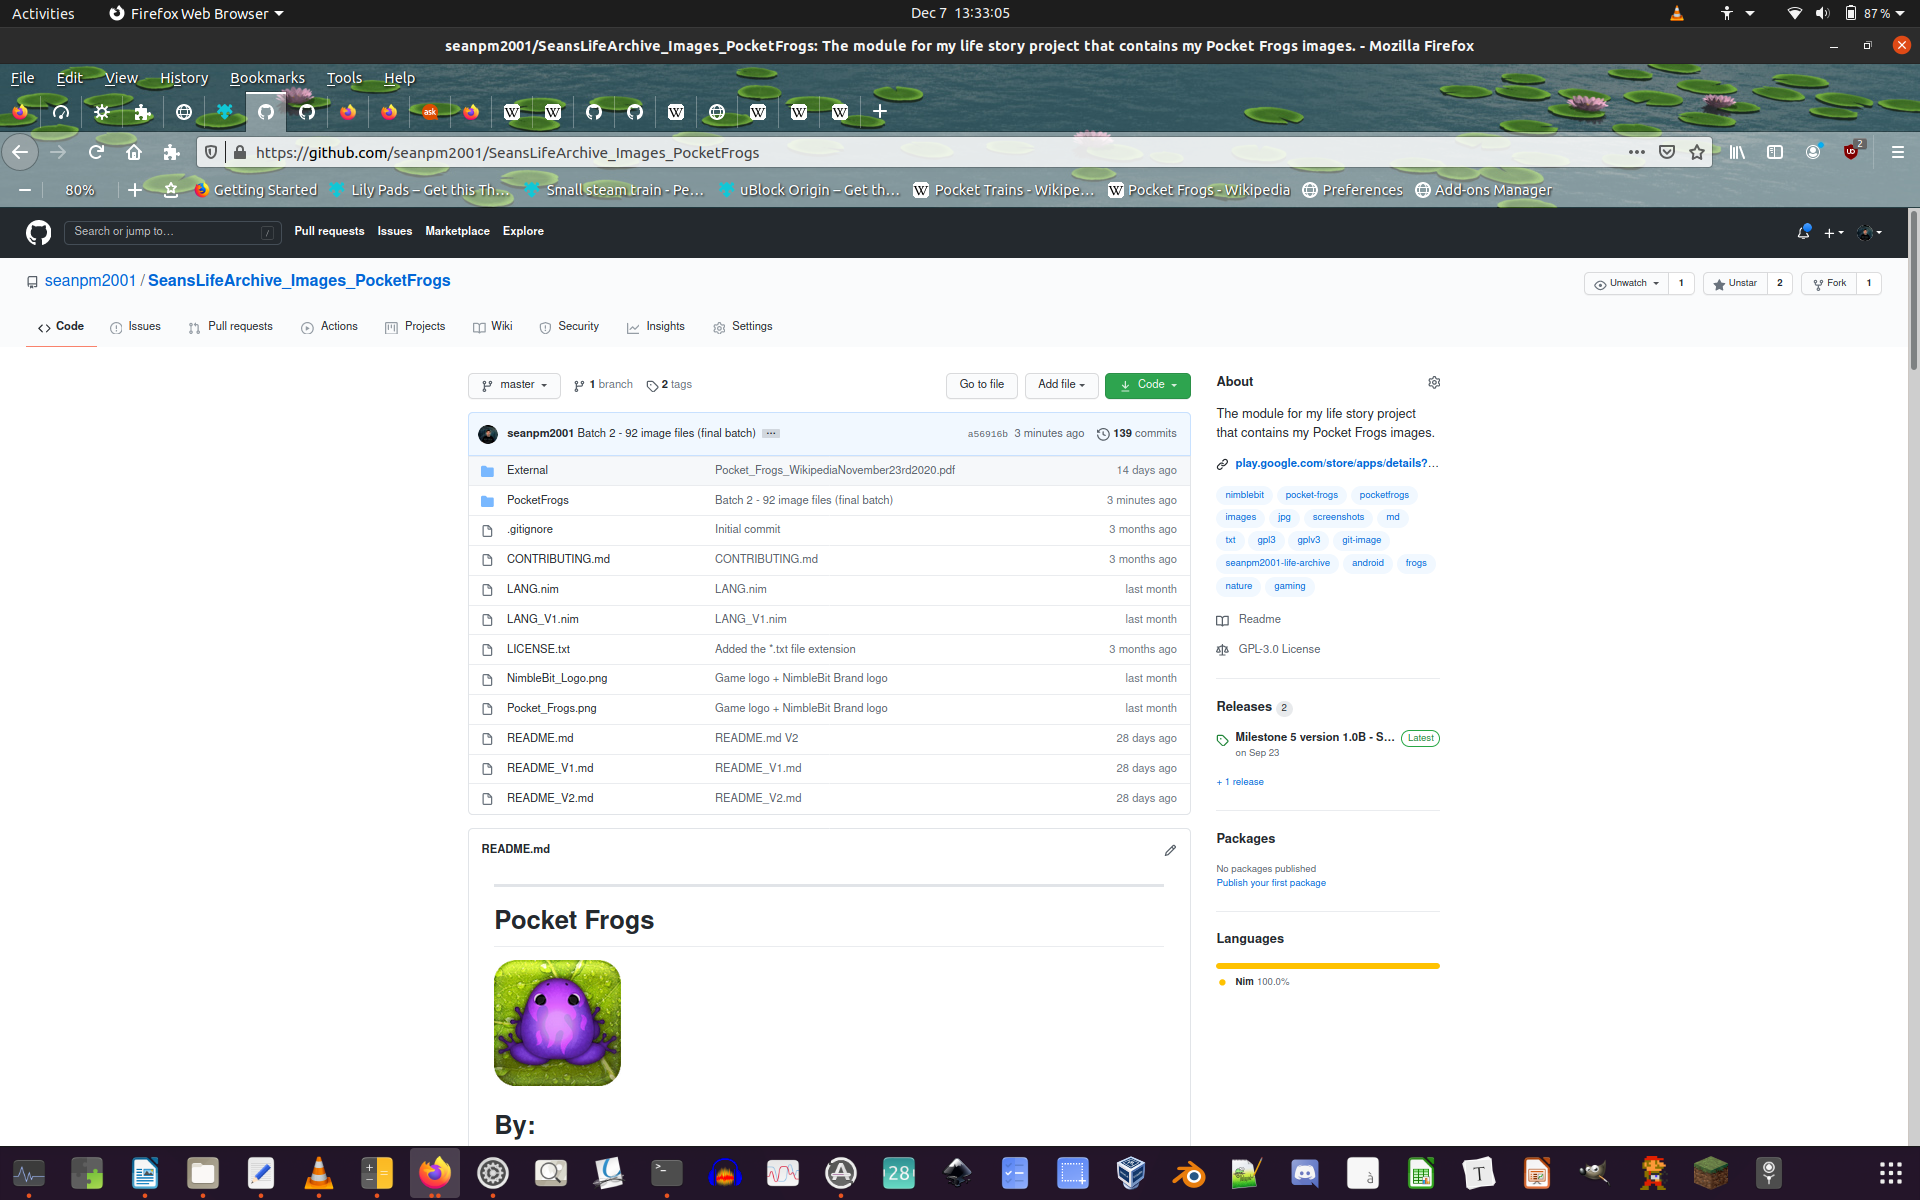 Activities Firefox Web Browser Dec 7 13:33:05 87 %
seanpm2001/SeansLifeArchive_Images_PocketFrogs: The module for my life story project that contains my Pocket Frogs images. - Mozilla Firefox
File Edit View History Bookmarks Tools Help
https://github.com/seanpm2001/SeansLifeArchive_Images_PocketFrogs 2
80% Getting Started Lily Pads – Get this Th… Small steam train - Pe… uBlock Origin – Get th… Pocket Trains - Wikipe… Pocket Frogs - Wikipedia Preferences Add-ons Manager
Search or jump to… / Pull requests Issues Marketplace Explore
seanpm2001 / SeansLifeArchive_Images_PocketFrogs Unwatch 1 Unstar 2 Fork 1
Code Issues Pull requests Actions Projects Wiki Security Insights Settings
master 1 branch 2 tags Go to file Add file Code
seanpm2001 Batch 2 - 92 image files (final batch) … a56916b 3 minutes ago 139 commits
External Pocket_Frogs_WikipediaNovember23rd2020.pdf 14 days ago
PocketFrogs Batch 2 - 92 image files (final batch) 3 minutes ago
.gitignore Initial commit 3 months ago
CONTRIBUTING.md CONTRIBUTING.md 3 months ago
LANG.nim LANG.nim last month
LANG_V1.nim LANG_V1.nim last month
LICENSE.txt Added the *.txt file extension 3 months ago
NimbleBit_Logo.png Game logo + NimbleBit Brand logo last month
Pocket_Frogs.png Game logo + NimbleBit Brand logo last month
README.md README.md V2 28 days ago
README_V1.md README_V1.md 28 days ago
README_V2.md README_V2.md 28 days ago
README.md
Pocket Frogs
By:
About
The module for my life story project
that contains my Pocket Frogs images.
play.google.com/store/apps/details?…
nimblebit pocket-frogs pocketfrogs
images jpg screenshots md
txt gpl3 gplv3 git-image
seanpm2001-life-archive android frogs
nature gaming
Readme
GPL-3.0 License
Releases 2
Milestone 5 version 1.0B - S… Latest
on Sep 23
+ 1 release
Packages
No packages published
Publish your first package
Languages
Nim 100.0%
28